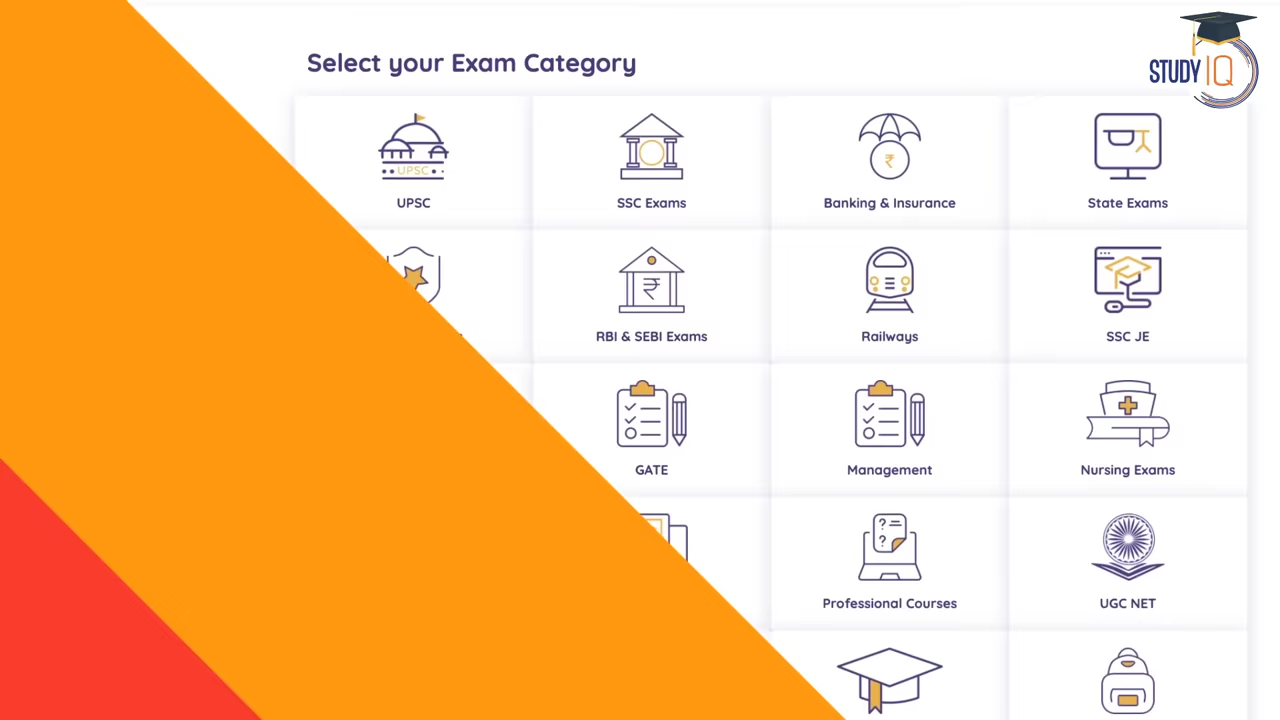 Select your Exam Category
STUDY IQ
UPSC
UPSC
SSC Exams
Banking & Insurance
State Exams
RBI & SEBI Exams
Railways
SSC JE
GATE
Management
Nursing Exams
Professional Courses
UGC NET